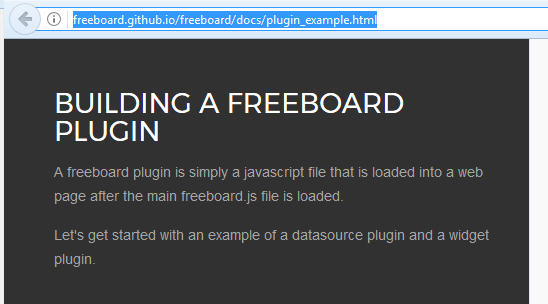 freeboard.github.io/freeboard/docs/plugin_example.html
BUILDING A FREEBOARD
PLUGIN
A freeboard plugin is simply a javascript file that is loaded into a web
page after the main freeboard.js file is loaded.
Let's get started with an example of a datasource plugin and a widget
plugin.